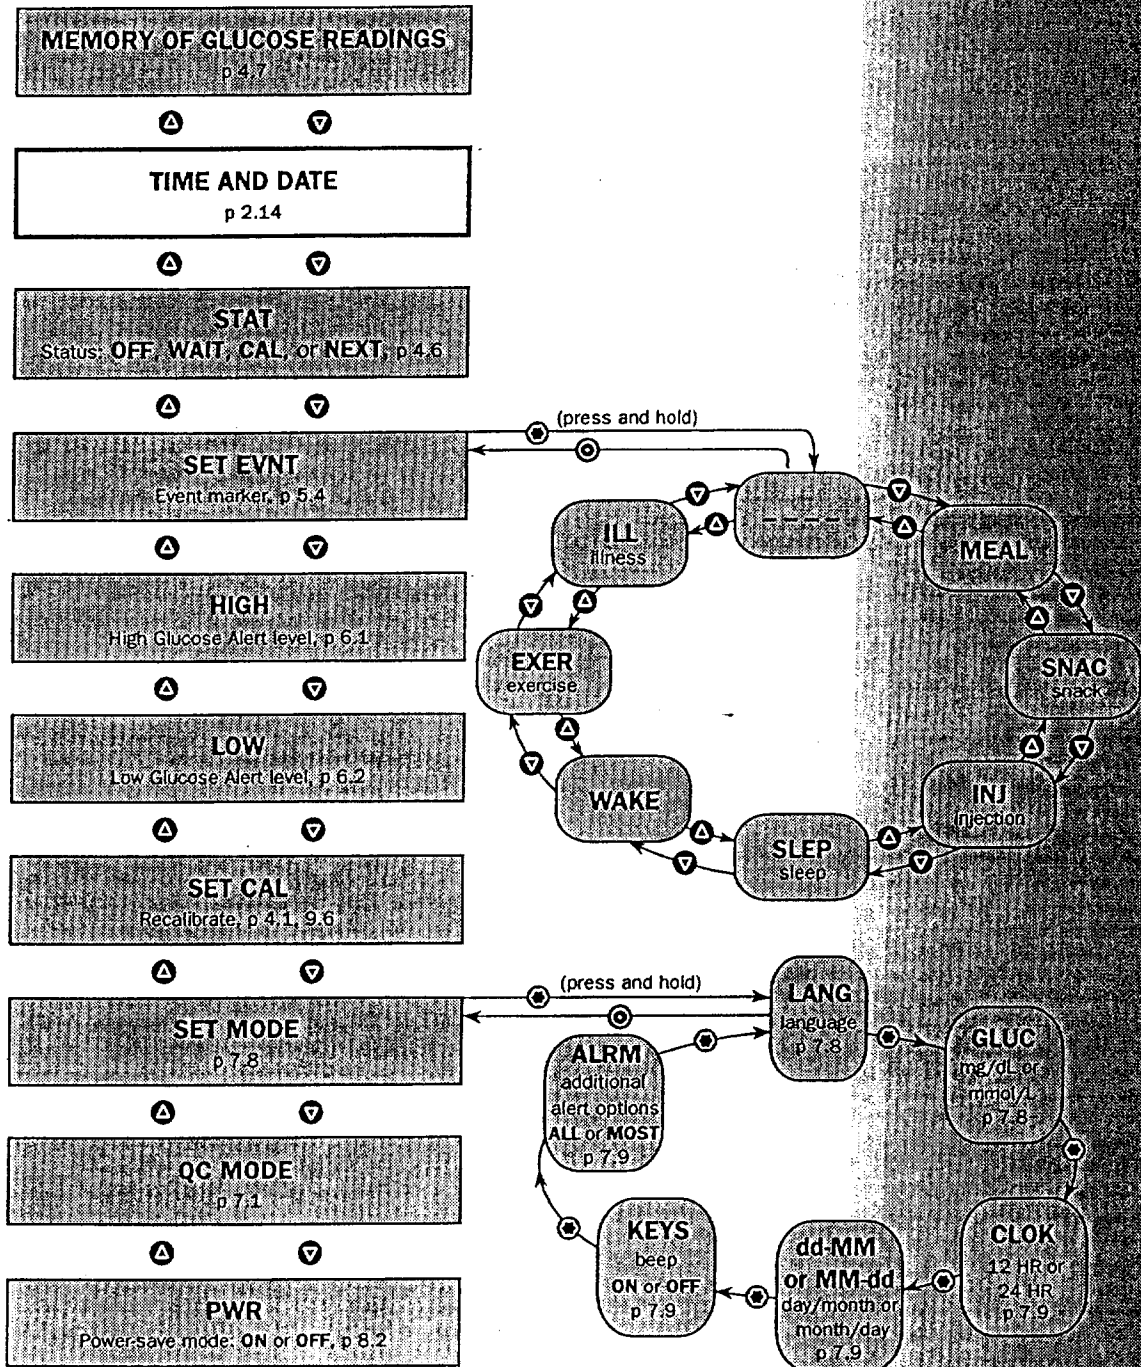 MEMORY OF GLUCOSE READINGS
p 4.7
TIME AND DATE
p 2.14
STAT
Status: OFF, WAIT, CAL, or NEXT, p 4.6
SET EVNT
Event marker, p 5.4
HIGH
High Glucose Alert level, p 6.1
LOW
Low Glucose Alert level, p 6.2
SET CAL
Recalibrate, p 4.1, 9.6
SET MODE
p 7.8
QC MODE
p 7.1
PWR
Power-save mode: ON or OFF, p 8.2
(press and hold)
– – – –
MEAL
SNAC
snack
INJ
injection
SLEP
sleep
WAKE
EXER
exercise
ILL
illness
(press and hold)
LANG
language
p 7.8
GLUC
mg/dL or
mmol/L
p 7.8
CLOK
12 HR or
24 HR
p 7.9
dd-MM
or MM-dd
day/month or
month/day
p 7.9
KEYS
beep
ON or OFF
p 7.9
ALRM
additional
alert options
ALL or MOST
p 7.9